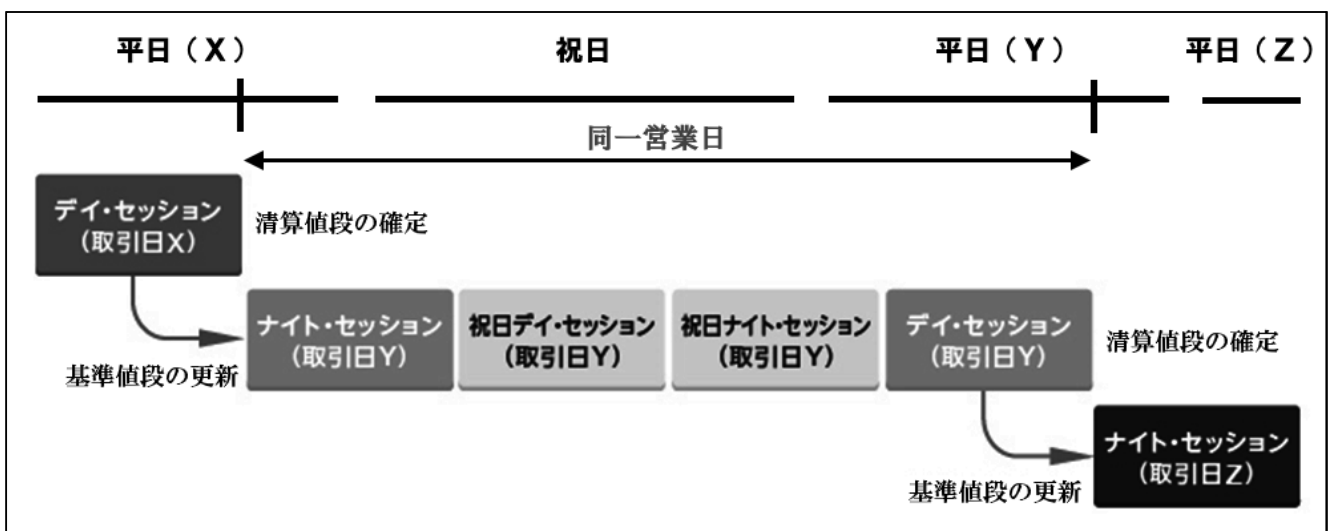 平日（X）
祝日
平日（Y）
平日（Z）
同一営業日
デイ・セッション
（取引日X）
清算値段の確定
基準値段の更新
ナイト・セッション
（取引日Y）
祝日デイ・セッション
（取引日Y）
祝日ナイト・セッション
（取引日Y）
デイ・セッション
（取引日Y）
清算値段の確定
基準値段の更新
ナイト・セッション
（取引日Z）